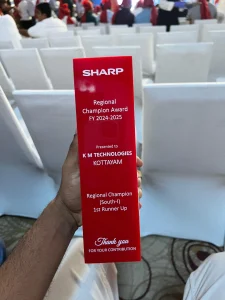 SHARP
Regional
Champion Award
FY 2024-2025
Presented to
K M TECHNOLOGIES
KOTTAYAM
Regional Champion
(South-I)
1st Runner Up
Thank you
FOR YOUR CONTRIBUTION